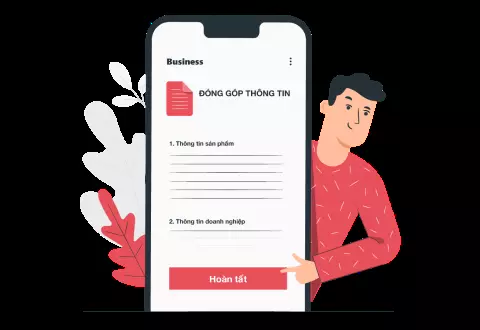 Business
ĐÓNG GÓP THÔNG TIN
1. Thông tin sản phẩm
2. Thông tin doanh nghiệp
Hoàn tất